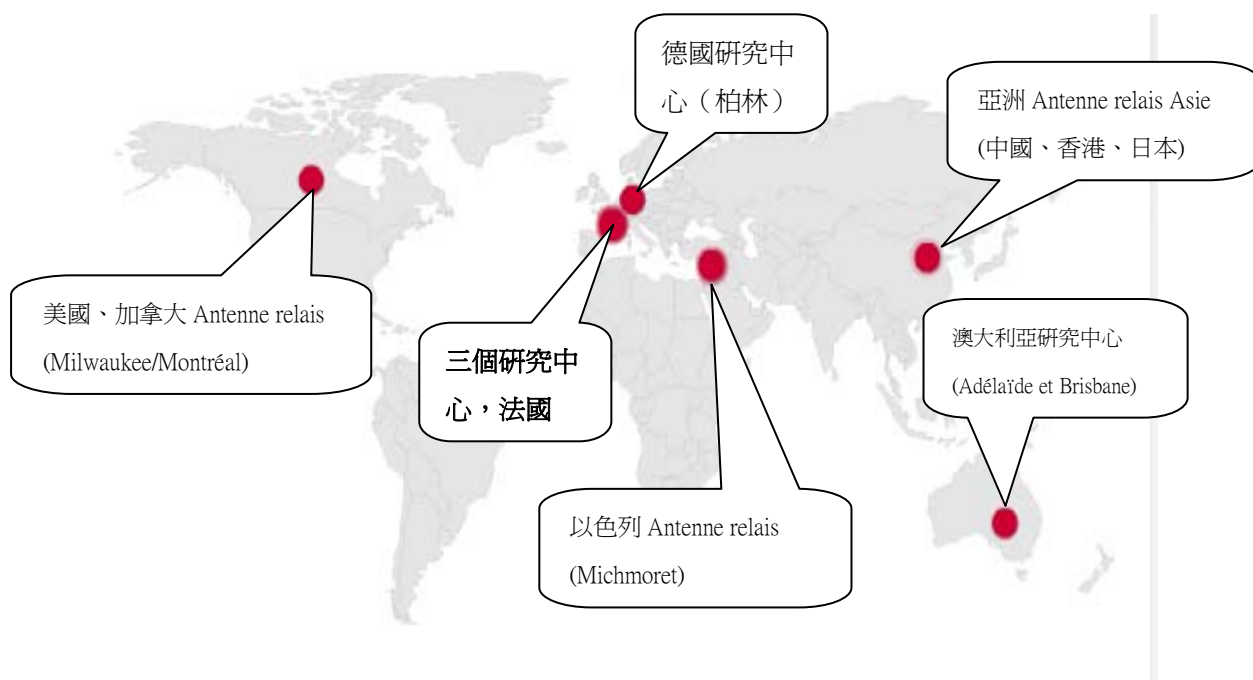 德國研究中
心（柏林）
亞洲 Antenne relais Asie
(中國、香港、日本)
美國、加拿大 Antenne relais
(Milwaukee/Montréal)
三個研究中
心，法國
澳大利亞研究中心
(Adélaïde et Brisbane)
以色列 Antenne relais
(Michmoret)